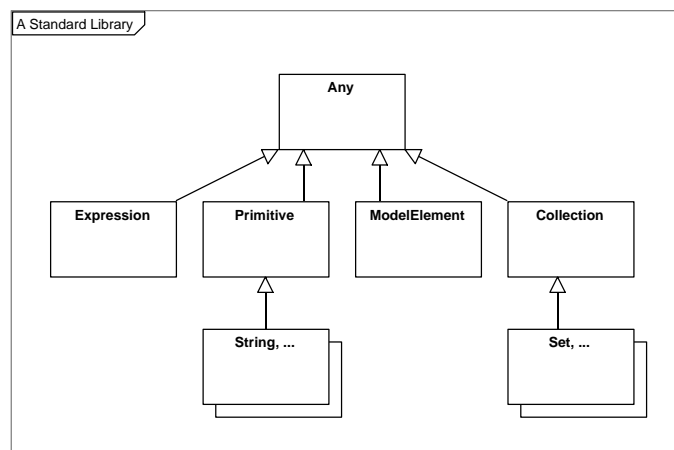 A Standard Library
Any
Expression
Primitive
ModelElement
Collection
String, ...
Set, ...